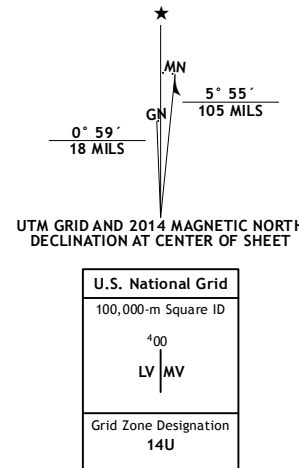 ★
MN
5° 55´
105 MILS
GN
0° 59´
18 MILS
UTM GRID AND 2014 MAGNETIC NORTH
DECLINATION AT CENTER OF SHEET
U.S. National Grid
100,000-m Square ID
⁴00
LV MV
Grid Zone Designation
14U